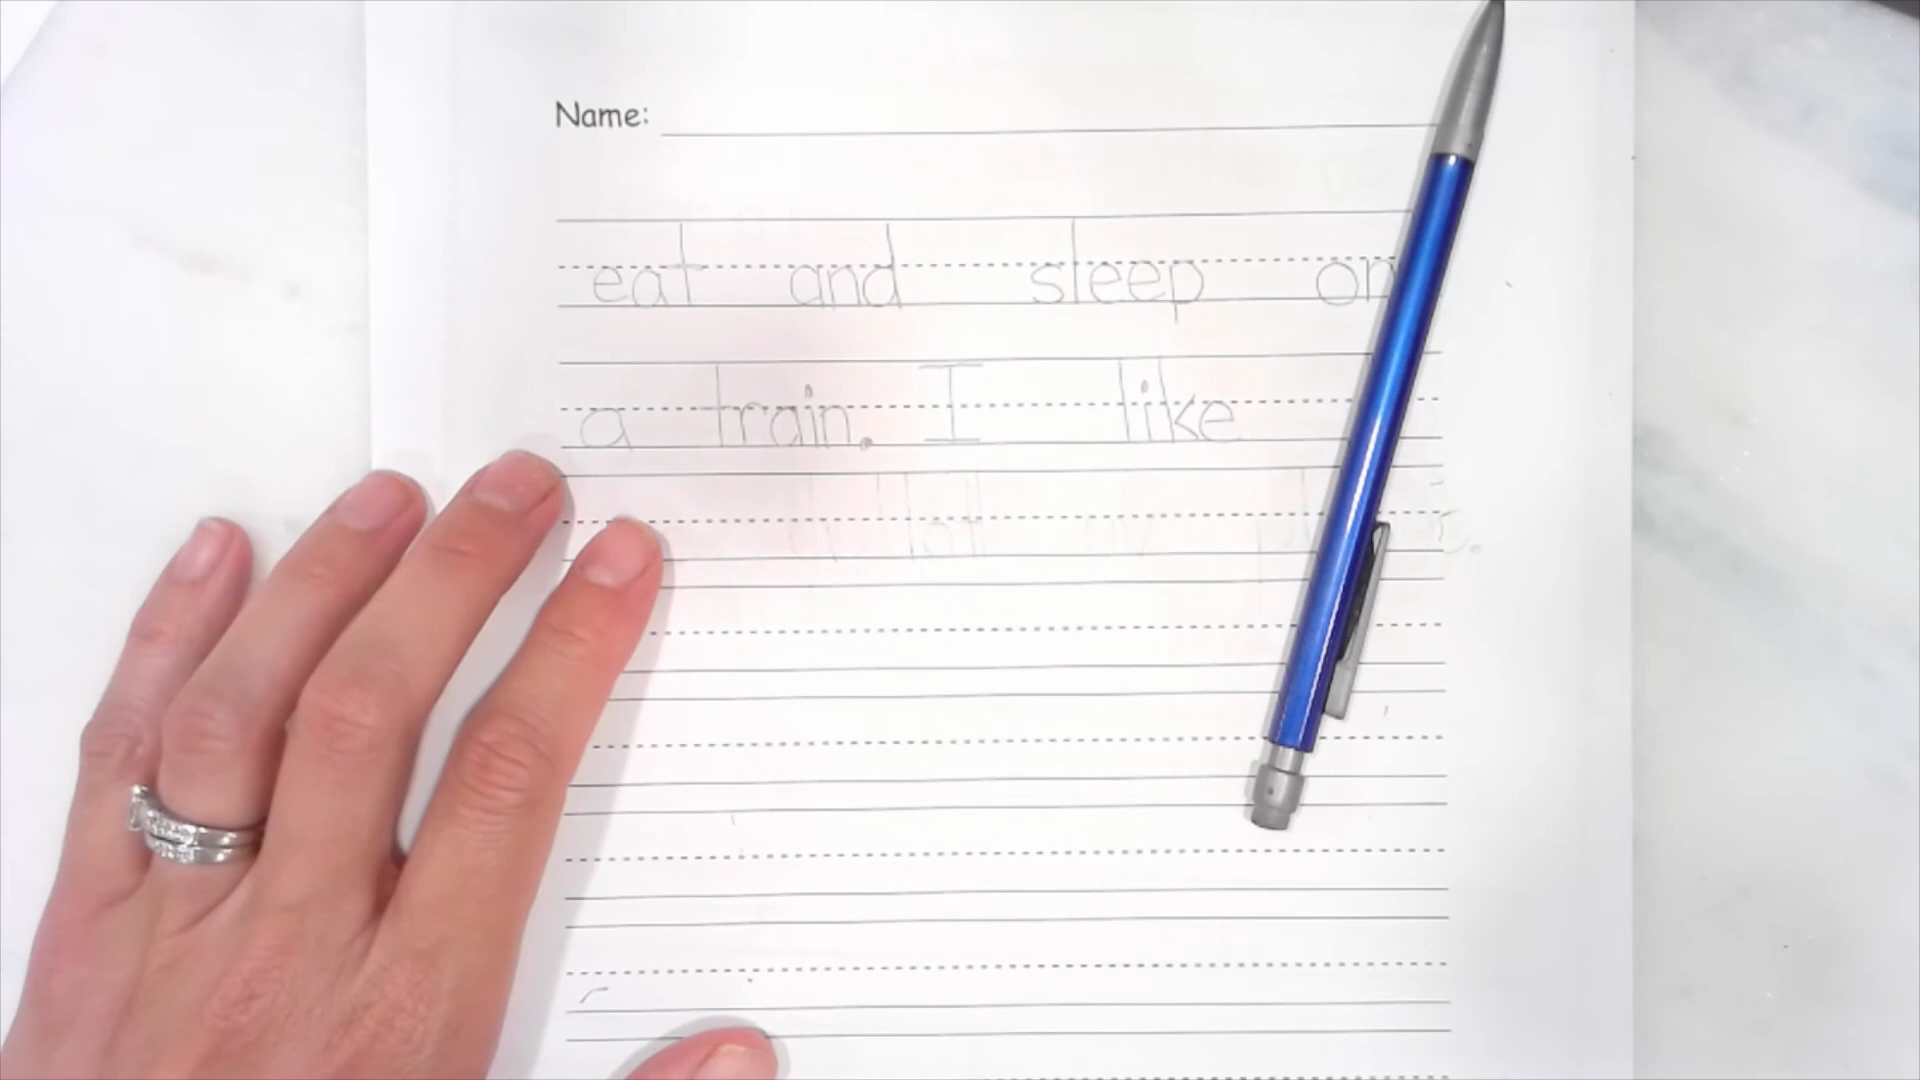 Name:
eat and sleep on
a train. I like